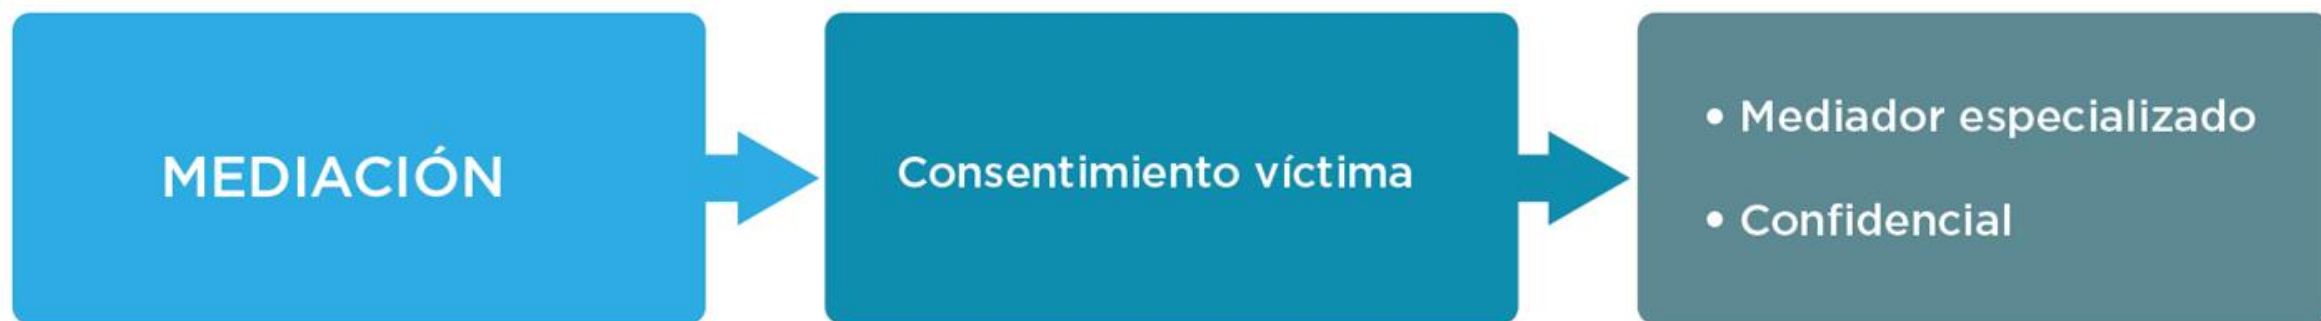 MEDIACIÓN
Consentimiento víctima
• Mediador especializado
• Confidencial